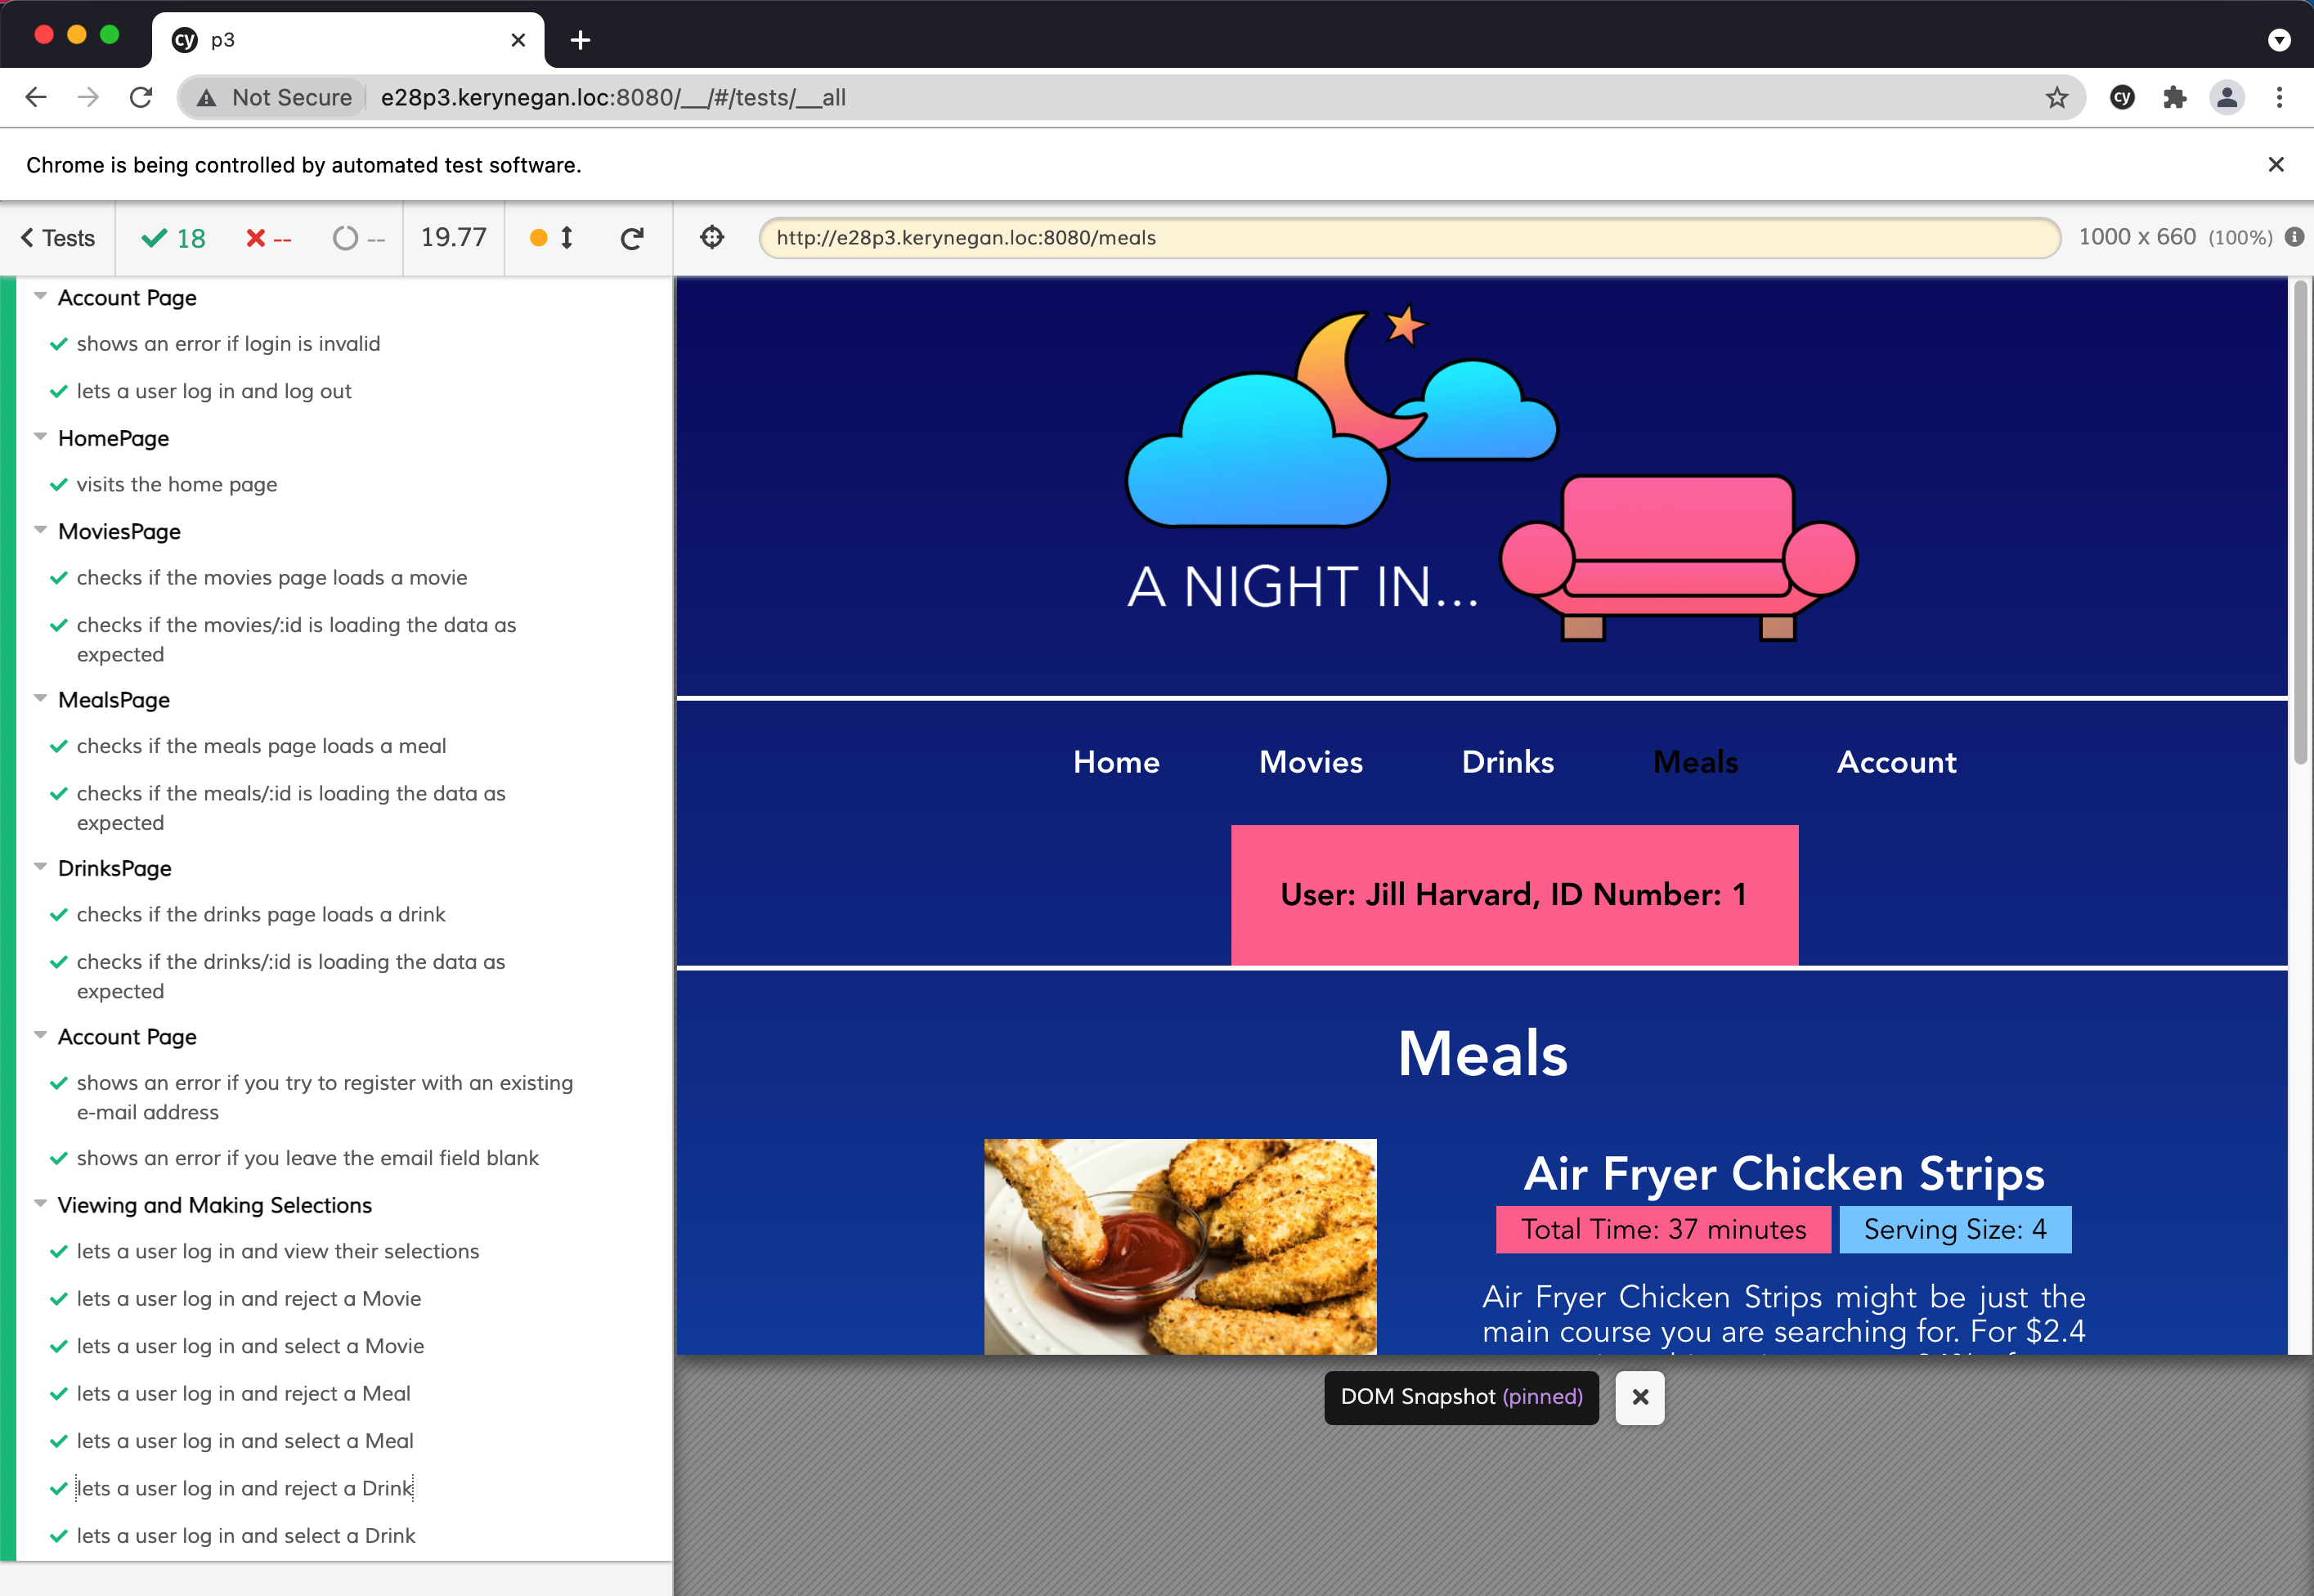 cy p3
Not Secure e28p3.kerynegan.loc:8080/__/#/tests/__all
cy
Chrome is being controlled by automated test software.
Tests 18 -- -- 19.77
http://e28p3.kerynegan.loc:8080/meals 1000 x 660 (100%)
Account Page
shows an error if login is invalid
lets a user log in and log out
HomePage
visits the home page
MoviesPage
checks if the movies page loads a movie
checks if the movies/:id is loading the data as
expected
MealsPage
checks if the meals page loads a meal
checks if the meals/:id is loading the data as
expected
DrinksPage
checks if the drinks page loads a drink
checks if the drinks/:id is loading the data as
expected
Account Page
shows an error if you try to register with an existing
e-mail address
shows an error if you leave the email field blank
Viewing and Making Selections
lets a user log in and view their selections
lets a user log in and reject a Movie
lets a user log in and select a Movie
lets a user log in and reject a Meal
lets a user log in and select a Meal
lets a user log in and reject a Drink
lets a user log in and select a Drink
A NIGHT IN...
Home Movies Drinks Meals Account
User: Jill Harvard, ID Number: 1
Meals
Air Fryer Chicken Strips
Total Time: 37 minutes Serving Size: 4
Air Fryer Chicken Strips might be just the
main course you are searching for. For $2.4
DOM Snapshot (pinned)